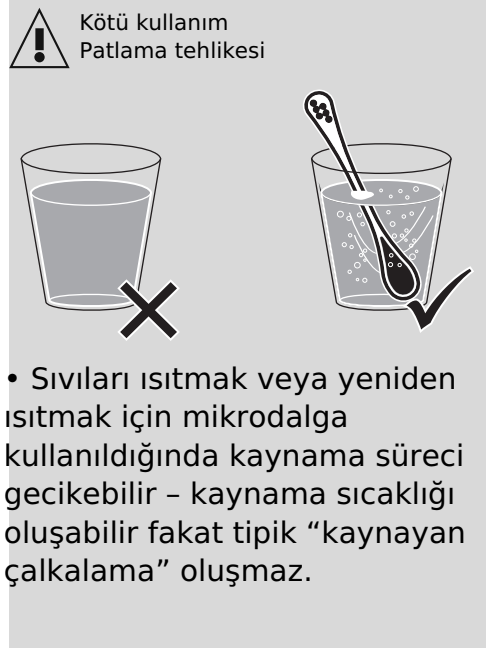 Kötü kullanım
Patlama tehlikesi
• Sıvıları ısıtmak veya yeniden
ısıtmak için mikrodalga
kullanıldığında kaynama süreci
gecikebilir – kaynama sıcaklığı
oluşabilir fakat tipik “kaynayan
çalkalama” oluşmaz.